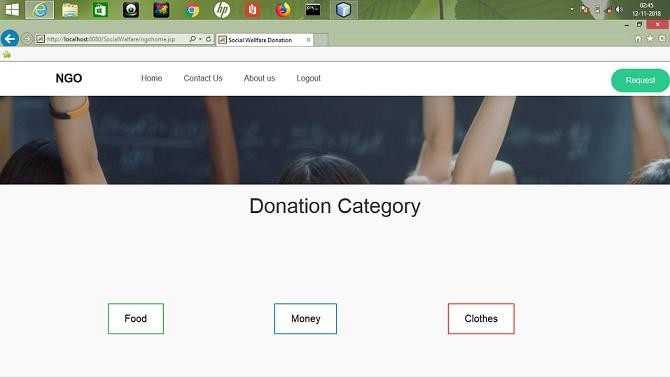 02:45
12-11-2018
http://localhost:8080/SocialWelfare/ngohome.jsp
Social Wellfare Donation
NGO
Home
Contact Us
About us
Logout
Request
Donation Category
Food
Money
Clothes